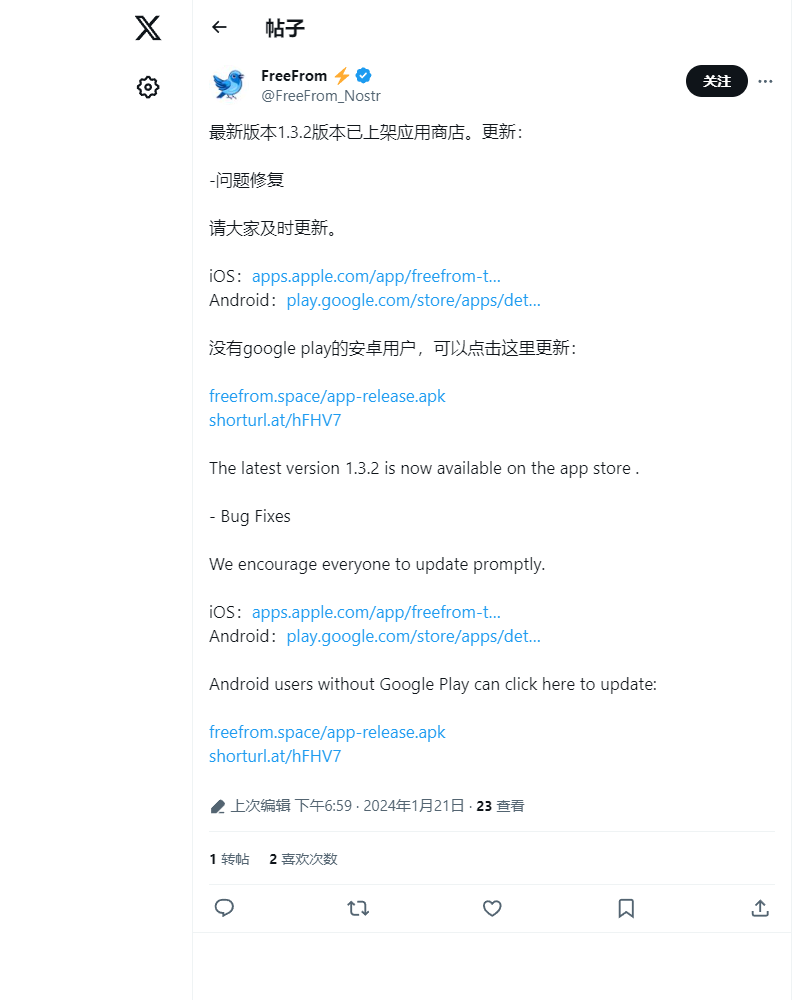 帖子
FreeFrom ⚡
@FreeFrom_Nostr
关注
最新版本1.3.2版本已上架应用商店。更新：
-问题修复
请大家及时更新。
iOS：apps.apple.com/app/freefrom-t…
Android：play.google.com/store/apps/det…
没有google play的安卓用户，可以点击这里更新：
freefrom.space/app-release.apk
shorturl.at/hFHV7
The latest version 1.3.2 is now available on the app store .
- Bug Fixes
We encourage everyone to update promptly.
iOS：apps.apple.com/app/freefrom-t…
Android：play.google.com/store/apps/det…
Android users without Google Play can click here to update:
freefrom.space/app-release.apk
shorturl.at/hFHV7
上次编辑 下午6:59 · 2024年1月21日 · 23 查看
1 转帖 2 喜欢次数